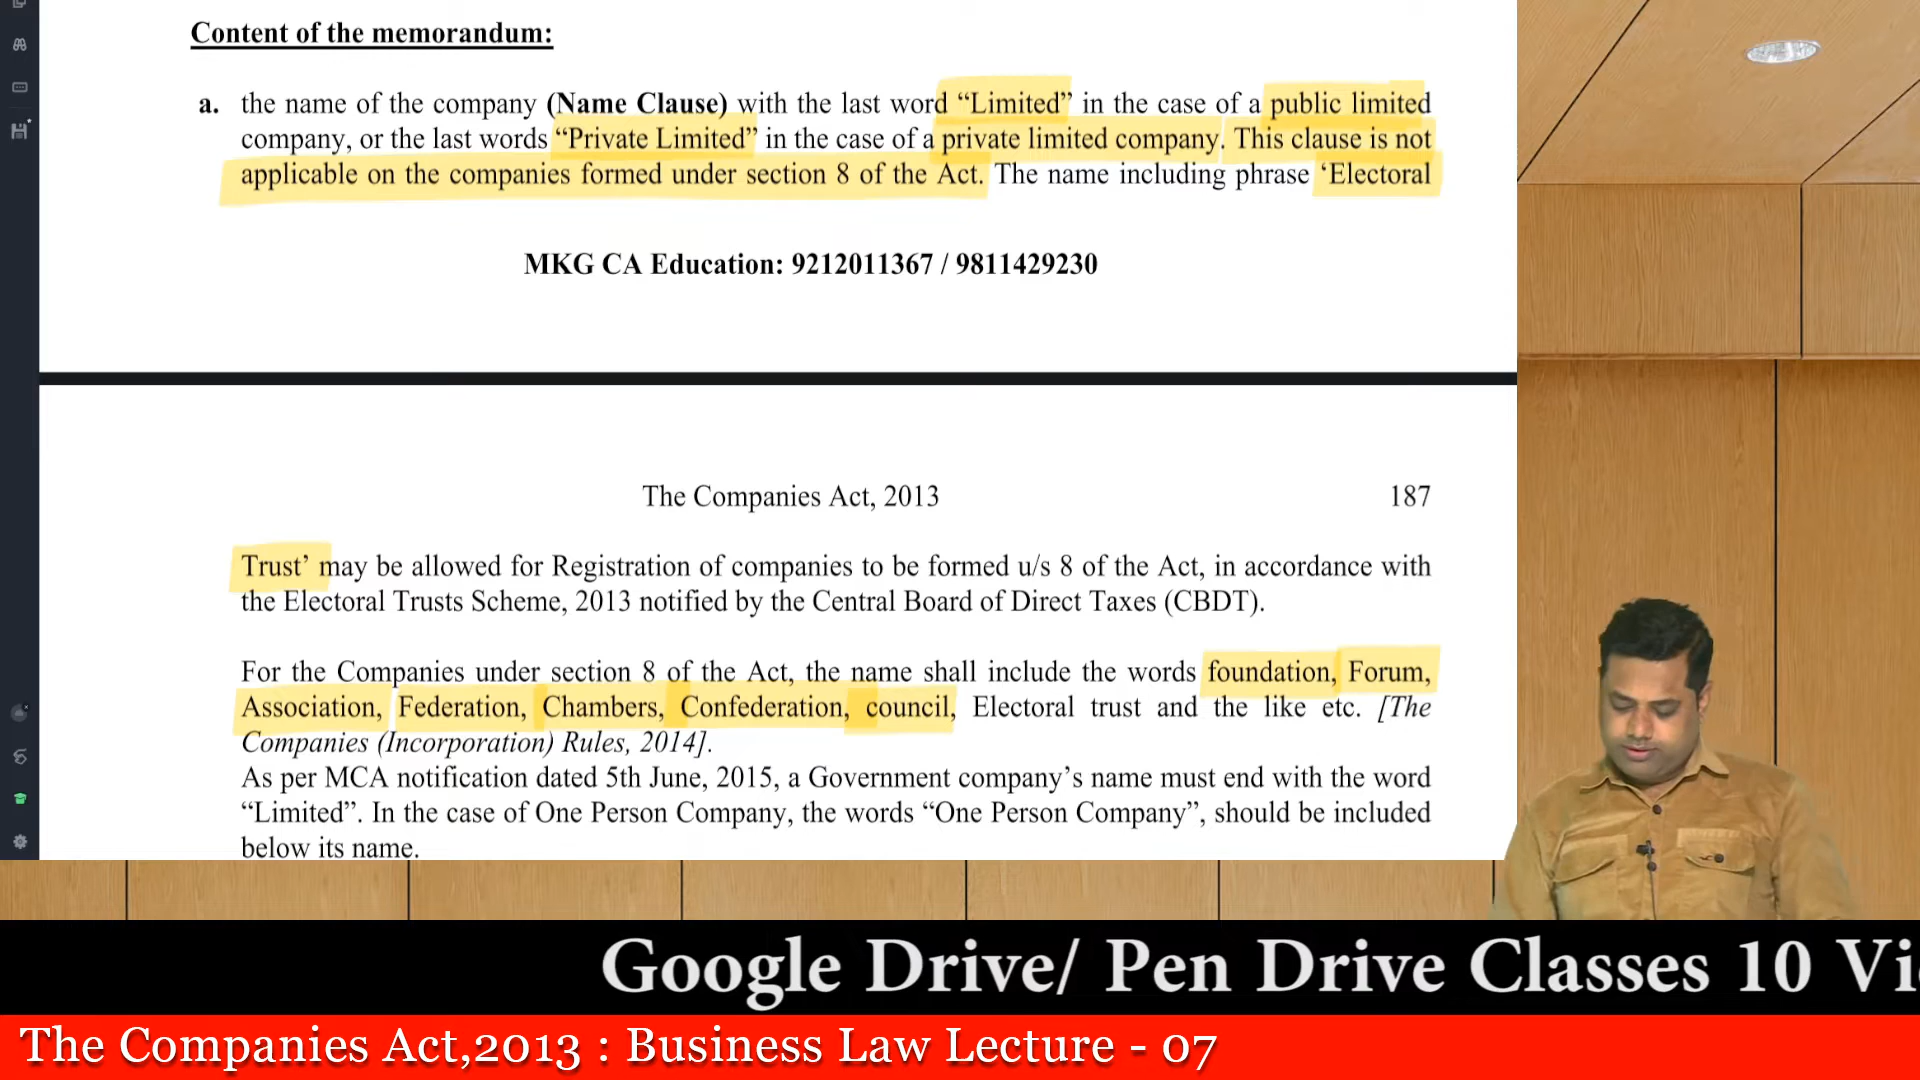 Content of the memorandum:
a. the name of the company (Name Clause) with the last word “Limited” in the case of a public limited
company, or the last words “Private Limited” in the case of a private limited company. This clause is not
applicable on the companies formed under section 8 of the Act. The name including phrase ‘Electoral
MKG CA Education: 9212011367 / 9811429230
The Companies Act, 2013 187
Trust’ may be allowed for Registration of companies to be formed u/s 8 of the Act, in accordance with
the Electoral Trusts Scheme, 2013 notified by the Central Board of Direct Taxes (CBDT).
For the Companies under section 8 of the Act, the name shall include the words foundation, Forum,
Association, Federation, Chambers, Confederation, council, Electoral trust and the like etc. [The
Companies (Incorporation) Rules, 2014].
As per MCA notification dated 5th June, 2015, a Government company’s name must end with the word
“Limited”. In the case of One Person Company, the words “One Person Company”, should be included
below its name.
Google Drive/ Pen Drive Classes 10 Vi
The Companies Act,2013 : Business Law Lecture - 07